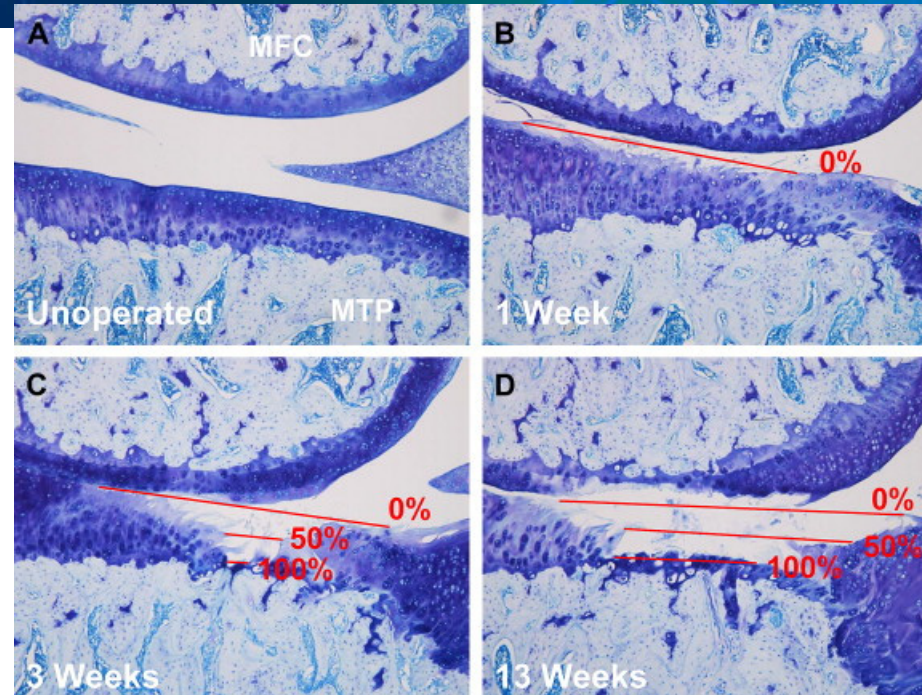 A
MFC
Unoperated
MTP
B
0%
1 Week
C
0%
50%
100%
3 Weeks
D
0%
50%
100%
13 Weeks